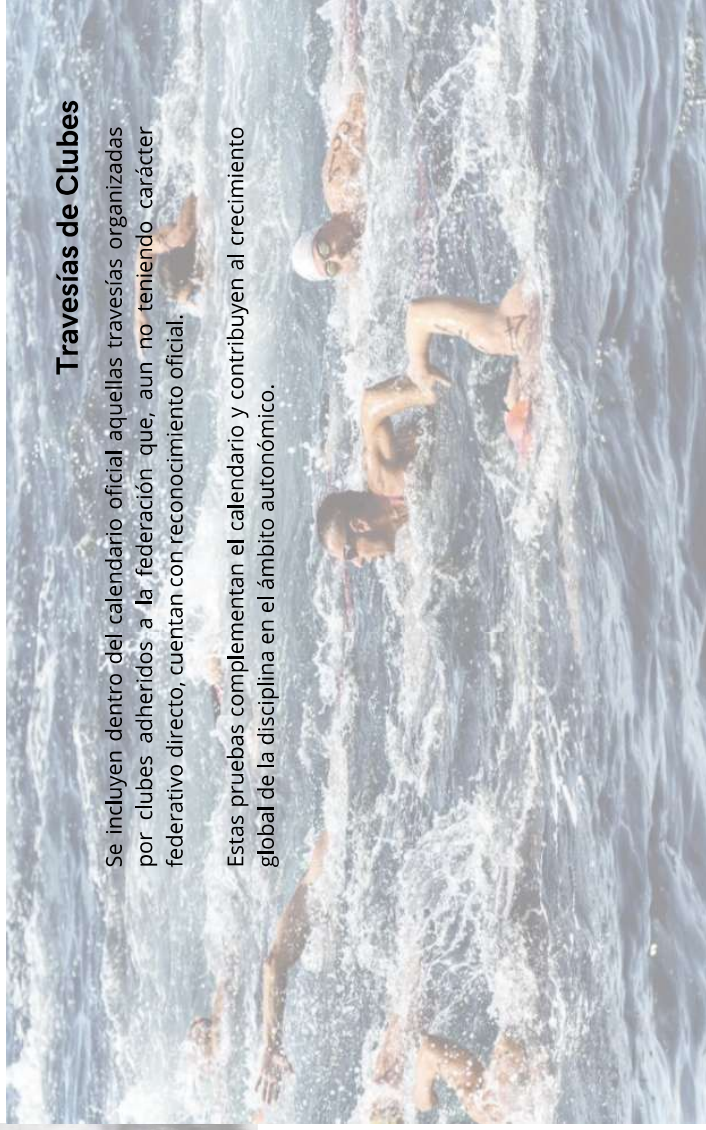 Travesías de Clubes
Se incluyen dentro del calendario oficial aquellas travesías organizadas
por clubes adheridos a la federación que, aun no teniendo carácter
federativo directo, cuentan con reconocimiento oficial.
Estas pruebas complementan el calendario y contribuyen al crecimiento
global de la disciplina en el ámbito autonómico.